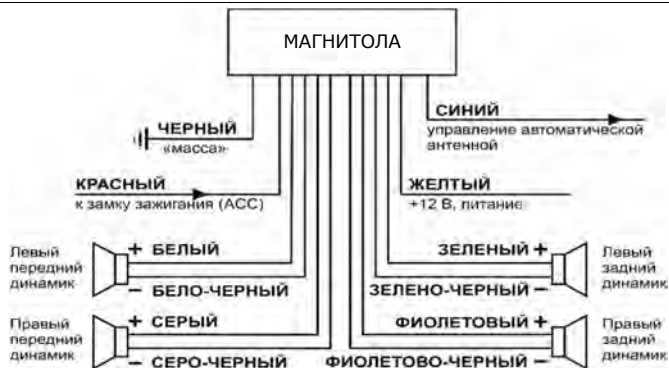 МАГНИТОЛА
ЧЕРНЫЙ
«масса»
СИНИЙ
управление автоматической
антенной
КРАСНЫЙ
к замку зажигания (АСС)
ЖЕЛТЫЙ
+12 В, питание
Левый
передний
динамик
+ БЕЛЫЙ
– БЕЛО-ЧЕРНЫЙ
ЗЕЛЕНЫЙ +
ЗЕЛЕНО-ЧЕРНЫЙ –
Левый
задний
динамик
Правый
передний
динамик
+ СЕРЫЙ
– СЕРО-ЧЕРНЫЙ
ФИОЛЕТОВЫЙ +
ФИОЛЕТОВО-ЧЕРНЫЙ –
Правый
задний
динамик